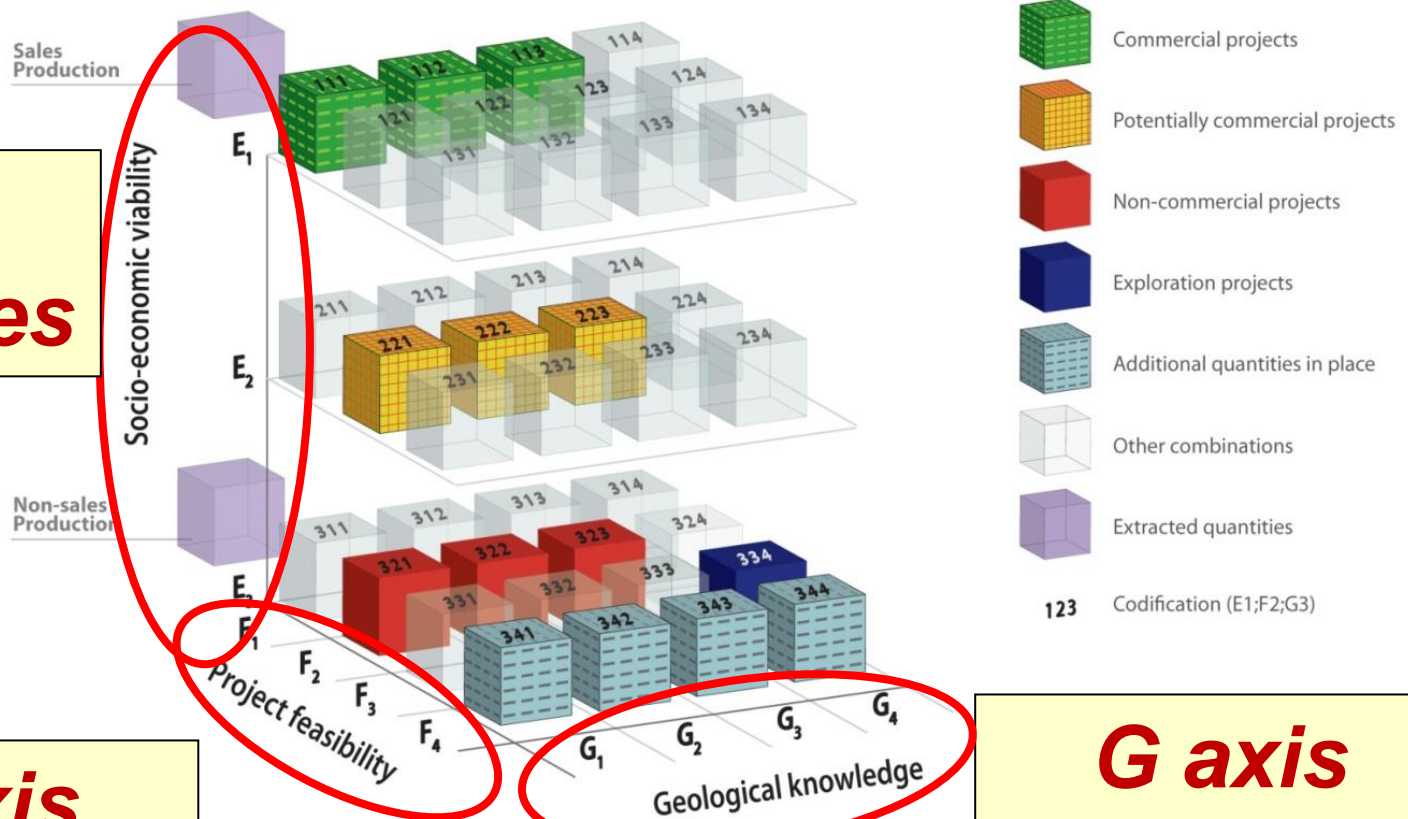 Sales
Production
Socio-economic viability
Non-sales
Production
E1
E2
E3
111
112
113
114
121
122
123
124
131
132
133
134
211
212
213
214
221
222
223
224
231
232
233
234
311
312
313
314
321
322
323
324
331
332
333
334
341
342
343
344
F1
F2
F3
F4
Project feasibility
G1
G2
G3
G4
Geological knowledge
Commercial projects
Potentially commercial projects
Non-commercial projects
Exploration projects
Additional quantities in place
Other combinations
Extracted quantities
123 Codification (E1;F2;G3)
es
xis
G axis